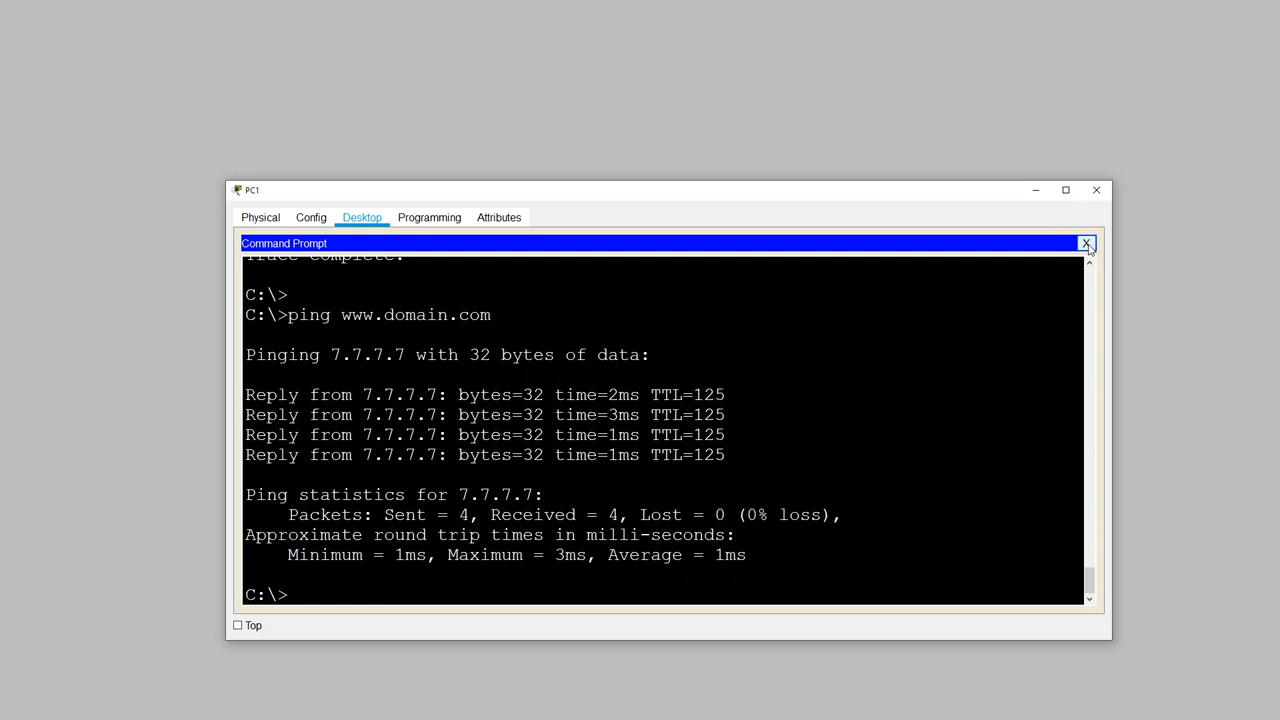 PC1
Physical Config Desktop Programming Attributes
Command Prompt
X
Trace complete.
C:\>
C:\>ping www.domain.com
Pinging 7.7.7.7 with 32 bytes of data:
Reply from 7.7.7.7: bytes=32 time=2ms TTL=125
Reply from 7.7.7.7: bytes=32 time=3ms TTL=125
Reply from 7.7.7.7: bytes=32 time=1ms TTL=125
Reply from 7.7.7.7: bytes=32 time=1ms TTL=125
Ping statistics for 7.7.7.7:
Packets: Sent = 4, Received = 4, Lost = 0 (0% loss),
Approximate round trip times in milli-seconds:
Minimum = 1ms, Maximum = 3ms, Average = 1ms
C:\>
Top